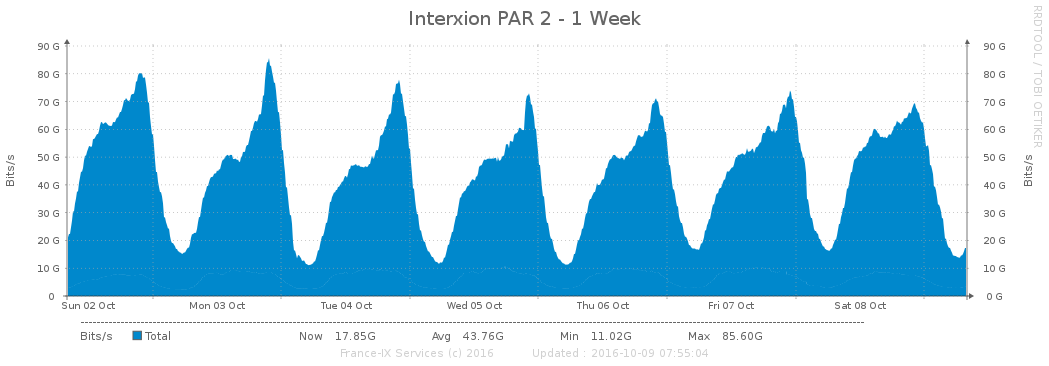 Interxion PAR 2 - 1 Week
RRDTOOL / TOBI OETIKER
90 G 90 G
80 G 80 G
70 G 70 G
60 G 60 G
50 G 50 G
40 G 40 G
30 G 30 G
20 G 20 G
10 G 10 G
0 0 G
Bits/s
Bits/s
Sun 02 Oct Mon 03 Oct Tue 04 Oct Wed 05 Oct Thu 06 Oct Fri 07 Oct Sat 08 Oct
Bits/s Total Now 17.85G Avg 43.76G Min 11.02G Max 85.60G
France-IX Services (c) 2016 Updated : 2016-10-09 07:55:04